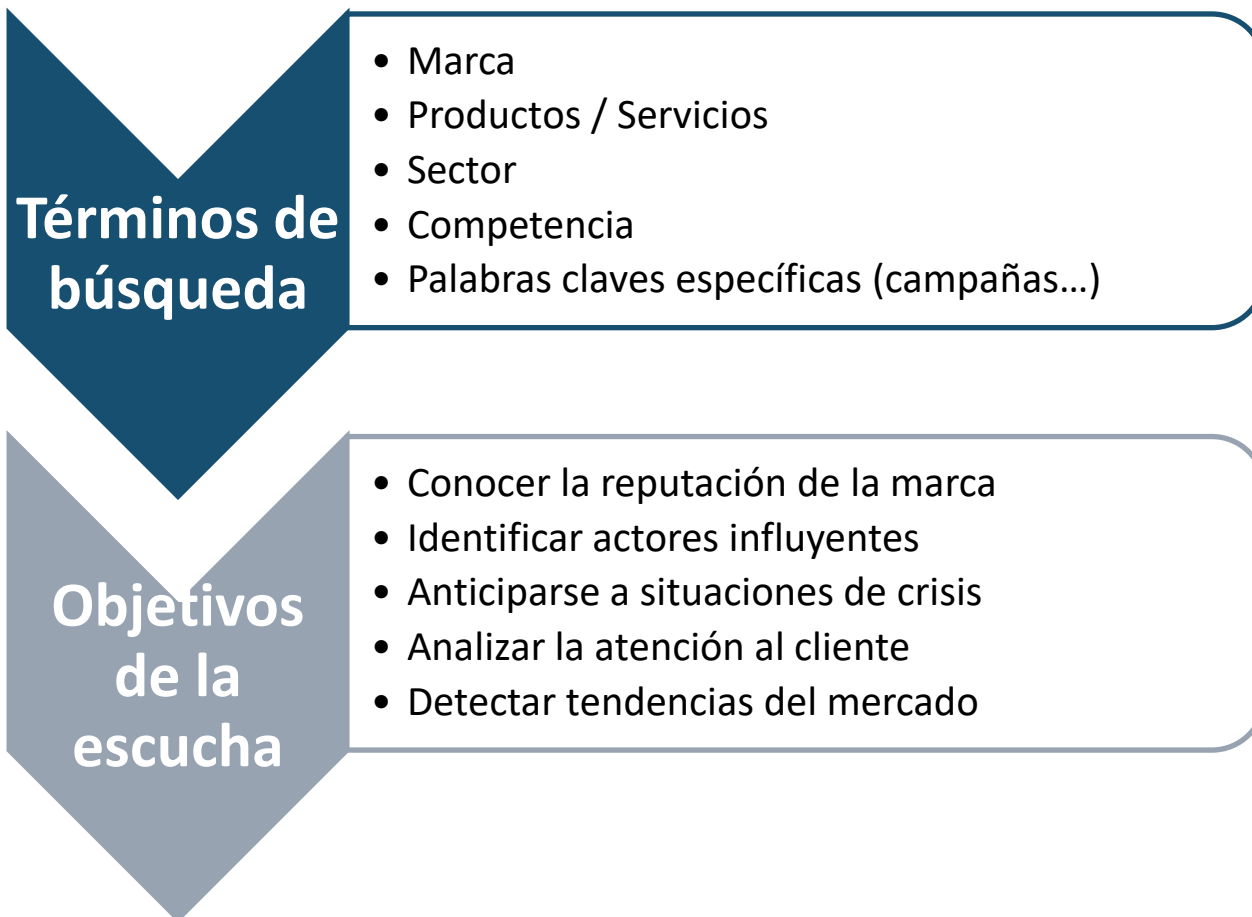 Términos de
búsqueda
• Marca
• Productos / Servicios
• Sector
• Competencia
• Palabras claves específicas (campañas…)
Objetivos
de la
escucha
• Conocer la reputación de la marca
• Identificar actores influyentes
• Anticiparse a situaciones de crisis
• Analizar la atención al cliente
• Detectar tendencias del mercado